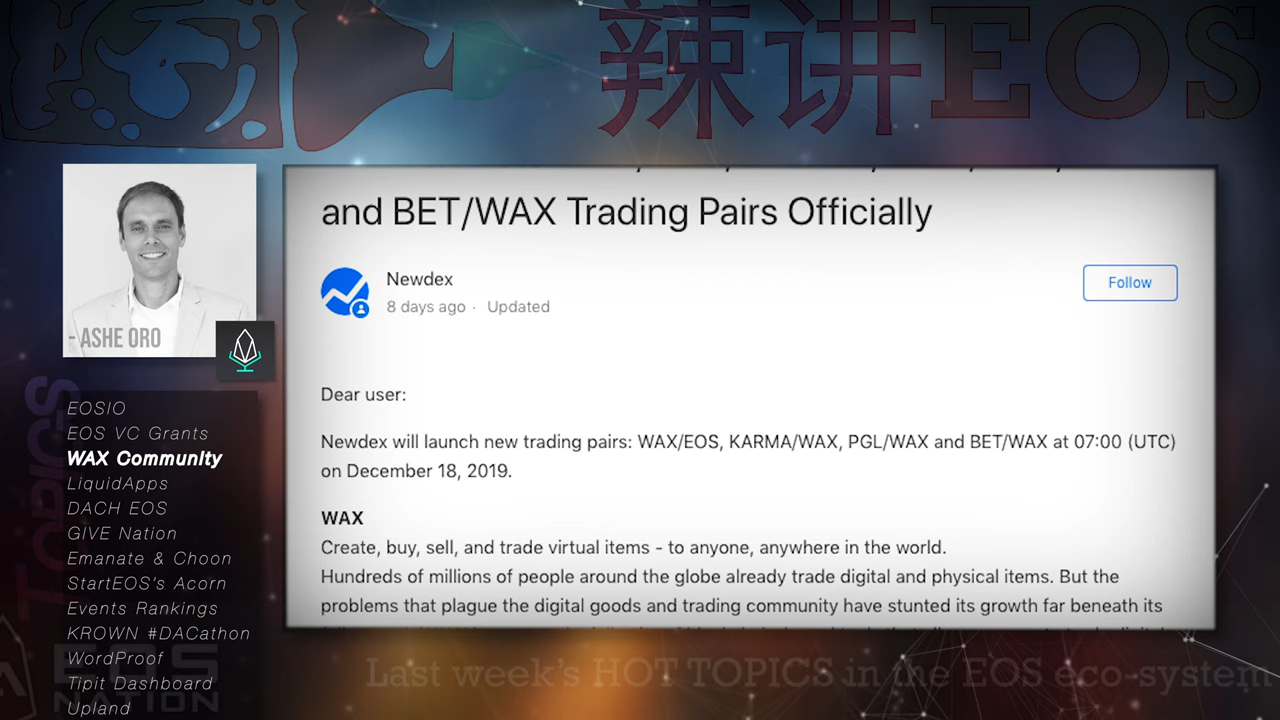 辣讲EOS
and BET/WAX Trading Pairs Officially
Newdex
8 days ago · Updated
Follow
Dear user:
Newdex will launch new trading pairs: WAX/EOS, KARMA/WAX, PGL/WAX and BET/WAX at 07:00 (UTC)
on December 18, 2019.
WAX
Create, buy, sell, and trade virtual items - to anyone, anywhere in the world.
Hundreds of millions of people around the globe already trade digital and physical items. But the
problems that plague the digital goods and trading community have stunted its growth far beneath its
- ASHE ORO
TOPICS
EOSIO
EOS VC Grants
WAX Community
LiquidApps
DACH EOS
GIVE Nation
Emanate & Choon
StartEOS's Acorn
Events Rankings
KROWN #DACathon
WordProof
Tipit Dashboard
Upland
EOS
NATION
Last week's HOT TOPICS in the EOS eco-system